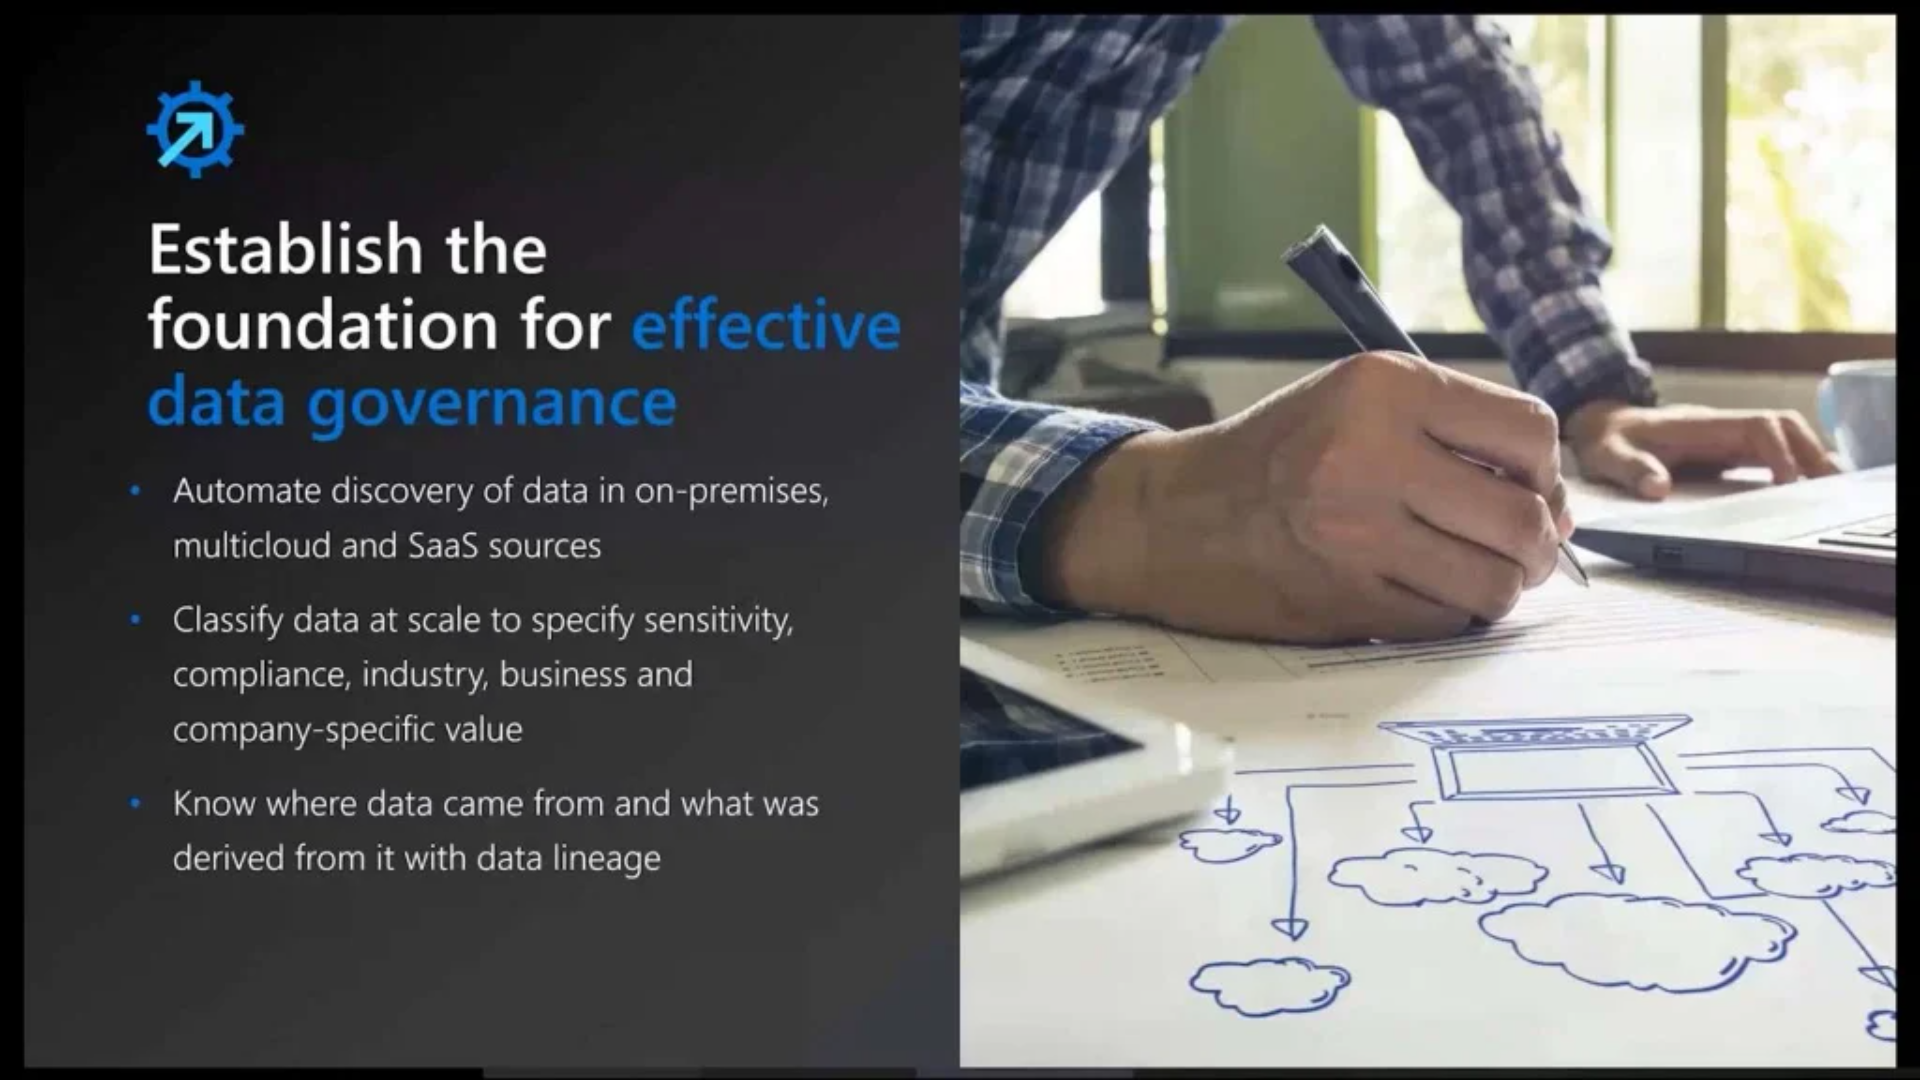 Establish the
foundation for effective
data governance
• Automate discovery of data in on-premises,
multicloud and SaaS sources
• Classify data at scale to specify sensitivity,
compliance, industry, business and
company-specific value
• Know where data came from and what was
derived from it with data lineage